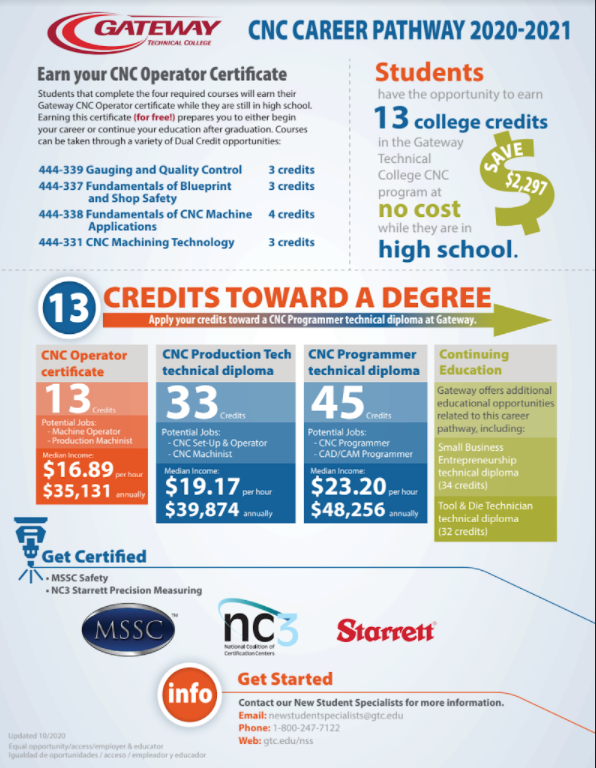 GATEWAY
TECHNICAL COLLEGE
CNC CAREER PATHWAY 2020-2021
Earn your CNC Operator Certificate
Students that complete the four required courses will earn their
Gateway CNC Operator certificate while they are still in high school.
Earning this certificate (for free!) prepares you to either begin
your career or continue your education after graduation. Courses
can be taken through a variety of Dual Credit opportunities:
444-339 Gauging and Quality Control 3 credits
444-337 Fundamentals of Blueprint 3 credits
and Shop Safety
444-338 Fundamentals of CNC Machine 4 credits
Applications
444-331 CNC Machining Technology 3 credits
Students
have the opportunity to earn
13 college credits
in the Gateway
Technical
College CNC
program at
no cost
while they are in
high school.
SAVE
$2,297
13
CREDITS TOWARD A DEGREE
Apply your credits toward a CNC Programmer technical diploma at Gateway.
CNC Operator
certificate
13 Credits
Potential Jobs:
- Machine Operator
- Production Machinist
Median Income:
$16.89 per hour
$35,131 annually
CNC Production Tech
technical diploma
33 Credits
Potential Jobs:
- CNC Set-Up & Operator
- CNC Machinist
Median Income:
$19.17 per hour
$39,874 annually
CNC Programmer
technical diploma
45 Credits
Potential Jobs:
- CNC Programmer
- CAD/CAM Programmer
Median Income:
$23.20 per hour
$48,256 annually
Continuing
Education
Gateway offers additional
educational opportunities
related to this career
pathway, including:
Small Business
Entrepreneurship
technical diploma
(34 credits)
Tool & Die Technician
technical diploma
(32 credits)
Get Certified
• MSSC Safety
• NC3 Starrett Precision Measuring
MSSC™
nc3
National Coalition of
Certification Centers
Starrett®
info
Get Started
Contact our New Student Specialists for more information.
Email: newstudentspecialists@gtc.edu
Phone: 1-800-247-7122
Web: gtc.edu/nss
Updated 10/2020
Equal opportunity/access/employer & educator
Igualdad de oportunidades / acceso / empleador y educador